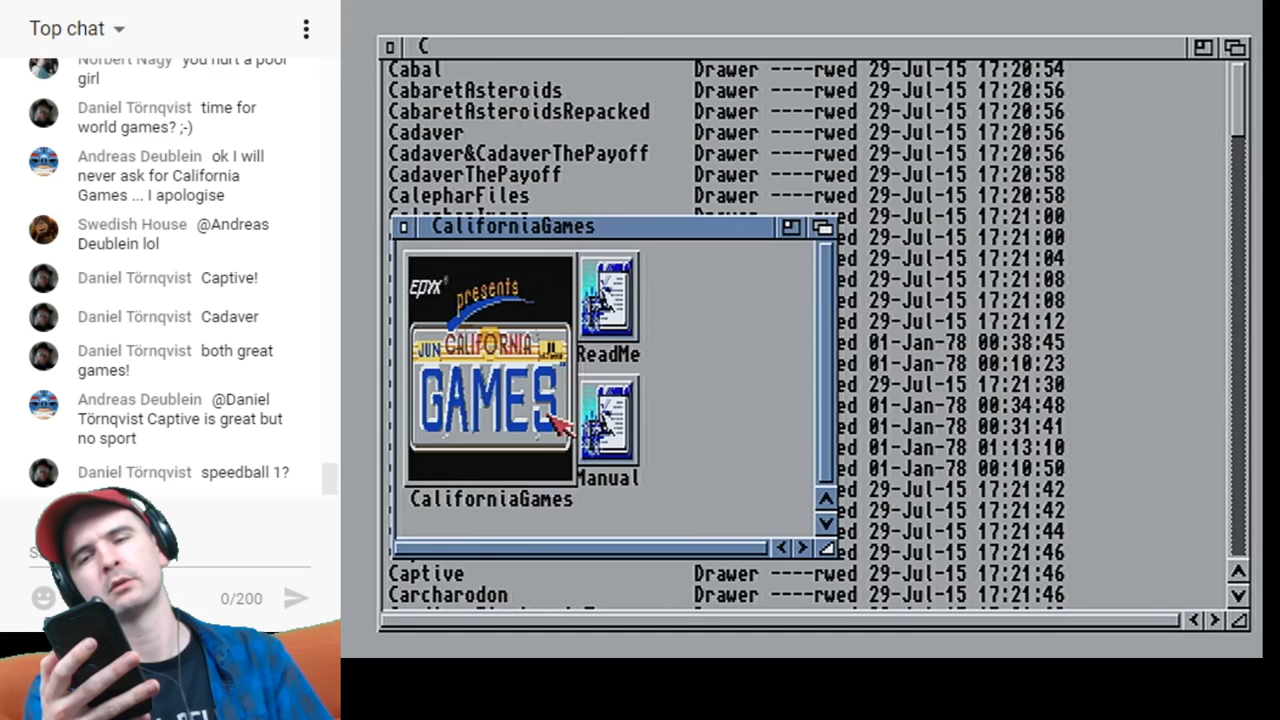 Top chat
Norbert Nagy you hurt a poor
girl
Daniel Törnqvist time for
world games? ;-)
Andreas Deublein ok I will
never ask for California
Games ... I apologise
Swedish House @Andreas
Deublein lol
Daniel Törnqvist Captive!
Daniel Törnqvist Cadaver
Daniel Törnqvist both great
games!
Andreas Deublein @Daniel
Törnqvist Captive is great but
no sport
Daniel Törnqvist speedball 1?
0/200
C
Cabal Drawer ----rwed 29-Jul-15 17:20:54
CabaretAsteroids Drawer ----rwed 29-Jul-15 17:20:56
CabaretAsteroidsRepacked Drawer ----rwed 29-Jul-15 17:20:56
Cadaver Drawer ----rwed 29-Jul-15 17:20:56
Cadaver&CadaverThePayoff Drawer ----rwed 29-Jul-15 17:20:56
CadaverThePayoff Drawer ----rwed 29-Jul-15 17:20:58
CalepharFiles Drawer ----rwed 29-Jul-15 17:20:58
29-Jul-15 17:21:00
ed 29-Jul-15 17:21:00
ed 29-Jul-15 17:21:04
ed 29-Jul-15 17:21:08
ed 29-Jul-15 17:21:08
ed 29-Jul-15 17:21:12
ed 01-Jan-78 00:38:45
ed 01-Jan-78 00:10:23
ed 29-Jul-15 17:21:30
ed 01-Jan-78 00:34:48
ed 01-Jan-78 00:31:41
ed 01-Jan-78 01:13:10
ed 01-Jan-78 00:10:50
wed 29-Jul-15 17:21:42
wed 29-Jul-15 17:21:42
wed 29-Jul-15 17:21:44
wed 29-Jul-15 17:21:46
Captive Drawer ----rwed 29-Jul-15 17:21:46
Carcharodon Drawer ----rwed 29-Jul-15 17:21:46
CaliforniaGames
EPYX presents
JUN CALIFORNIA
GAMES
ReadMe
Manual
CaliforniaGames